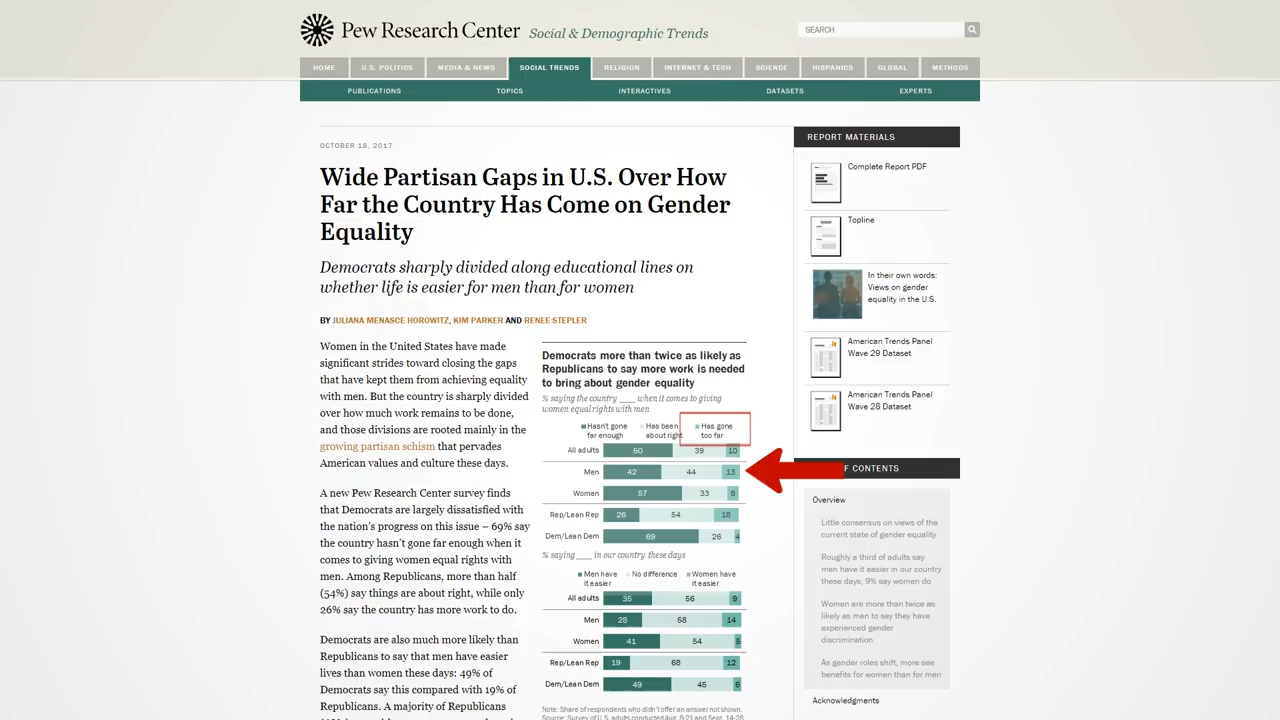 Pew Research Center Social & Demographic Trends
SEARCH
HOME U.S. POLITICS MEDIA & NEWS SOCIAL TRENDS RELIGION INTERNET & TECH SCIENCE HISPANICS GLOBAL METHODS
PUBLICATIONS TOPICS INTERACTIVES DATASETS EXPERTS
OCTOBER 18, 2017
Wide Partisan Gaps in U.S. Over How
Far the Country Has Come on Gender
Equality
Democrats sharply divided along educational lines on
whether life is easier for men than for women
BY JULIANA MENASCE HOROWITZ, KIM PARKER AND RENEE STEPLER
Women in the United States have made
significant strides toward closing the gaps
that have kept them from achieving equality
with men. But the country is sharply divided
over how much work remains to be done,
and those divisions are rooted mainly in the
growing partisan schism that pervades
American values and culture these days.
A new Pew Research Center survey finds
that Democrats are largely dissatisfied with
the nation's progress on this issue – 69% say
the country hasn't gone far enough when it
comes to giving women equal rights with
men. Among Republicans, more than half
(54%) say things are about right, while only
26% say the country has more work to do.
Democrats are also much more likely than
Republicans to say that men have easier
lives than women these days: 49% of
Democrats say this compared with 19% of
Republicans. A majority of Republicans
Democrats more than twice as likely as
Republicans to say more work is needed
to bring about gender equality
% saying the country ___ when it comes to giving
women equal rights with men
Hasn't gone far enough
Has been about right
Has gone too far
All adults 50 39 10
Men 42 44 13
Women 57 33 8
Rep/Lean Rep 26 54 18
Dem/Lean Dem 69 26 4
% saying ___ in our country these days
Men have it easier
No difference
Women have it easier
All adults 35 56 9
Men 28 58 14
Women 41 54 5
Rep/Lean Rep 19 68 12
Dem/Lean Dem 49 45 6
Note: Share of respondents who didn't offer an answer not shown.
Source: Survey of U.S. adults conducted Aug. 8-21 and Sept. 14-28
REPORT MATERIALS
Complete Report PDF
Topline
In their own words:
Views on gender
equality in the U.S.
American Trends Panel
Wave 29 Dataset
American Trends Panel
Wave 28 Dataset
F CONTENTS
Overview
Little consensus on views of the
current state of gender equality
Roughly a third of adults say
men have it easier in our country
these days; 9% say women do
Women are more than twice as
likely as men to say they have
experienced gender
discrimination
As gender roles shift, more see
benefits for women than for men
Acknowledgments